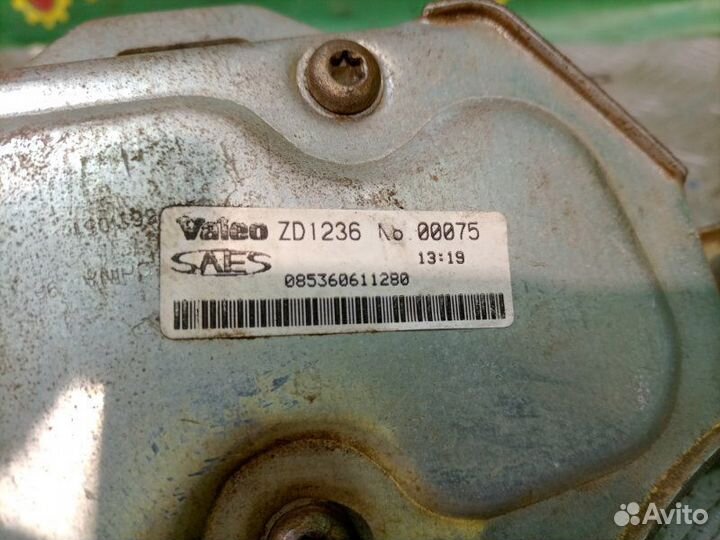 Valeo ZD1236 No 00075
SAES 13:19
085360611280
Avito